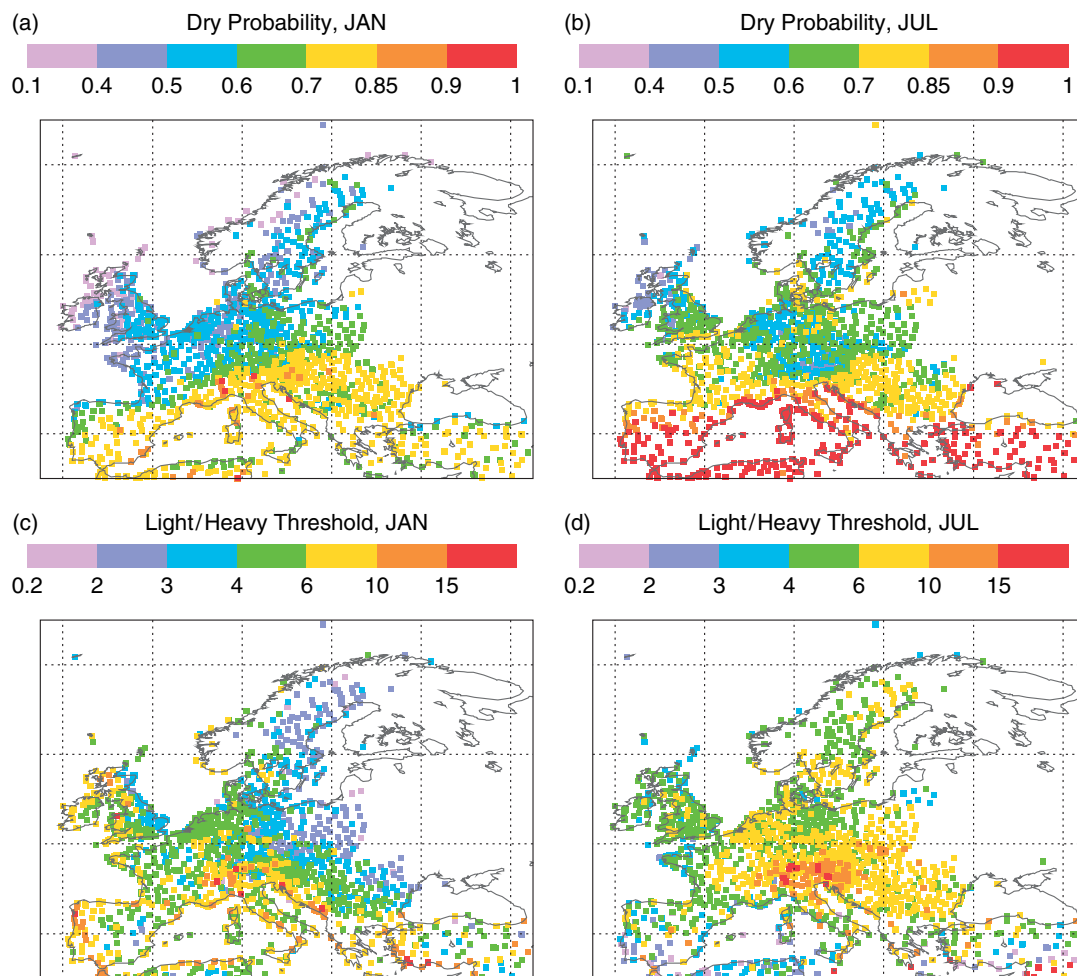 (a) Dry Probability, JAN
0.1 0.4 0.5 0.6 0.7 0.85 0.9 1
(b) Dry Probability, JUL
0.1 0.4 0.5 0.6 0.7 0.85 0.9 1
(c) Light/Heavy Threshold, JAN
0.2 2 3 4 6 10 15
(d) Light/Heavy Threshold, JUL
0.2 2 3 4 6 10 15